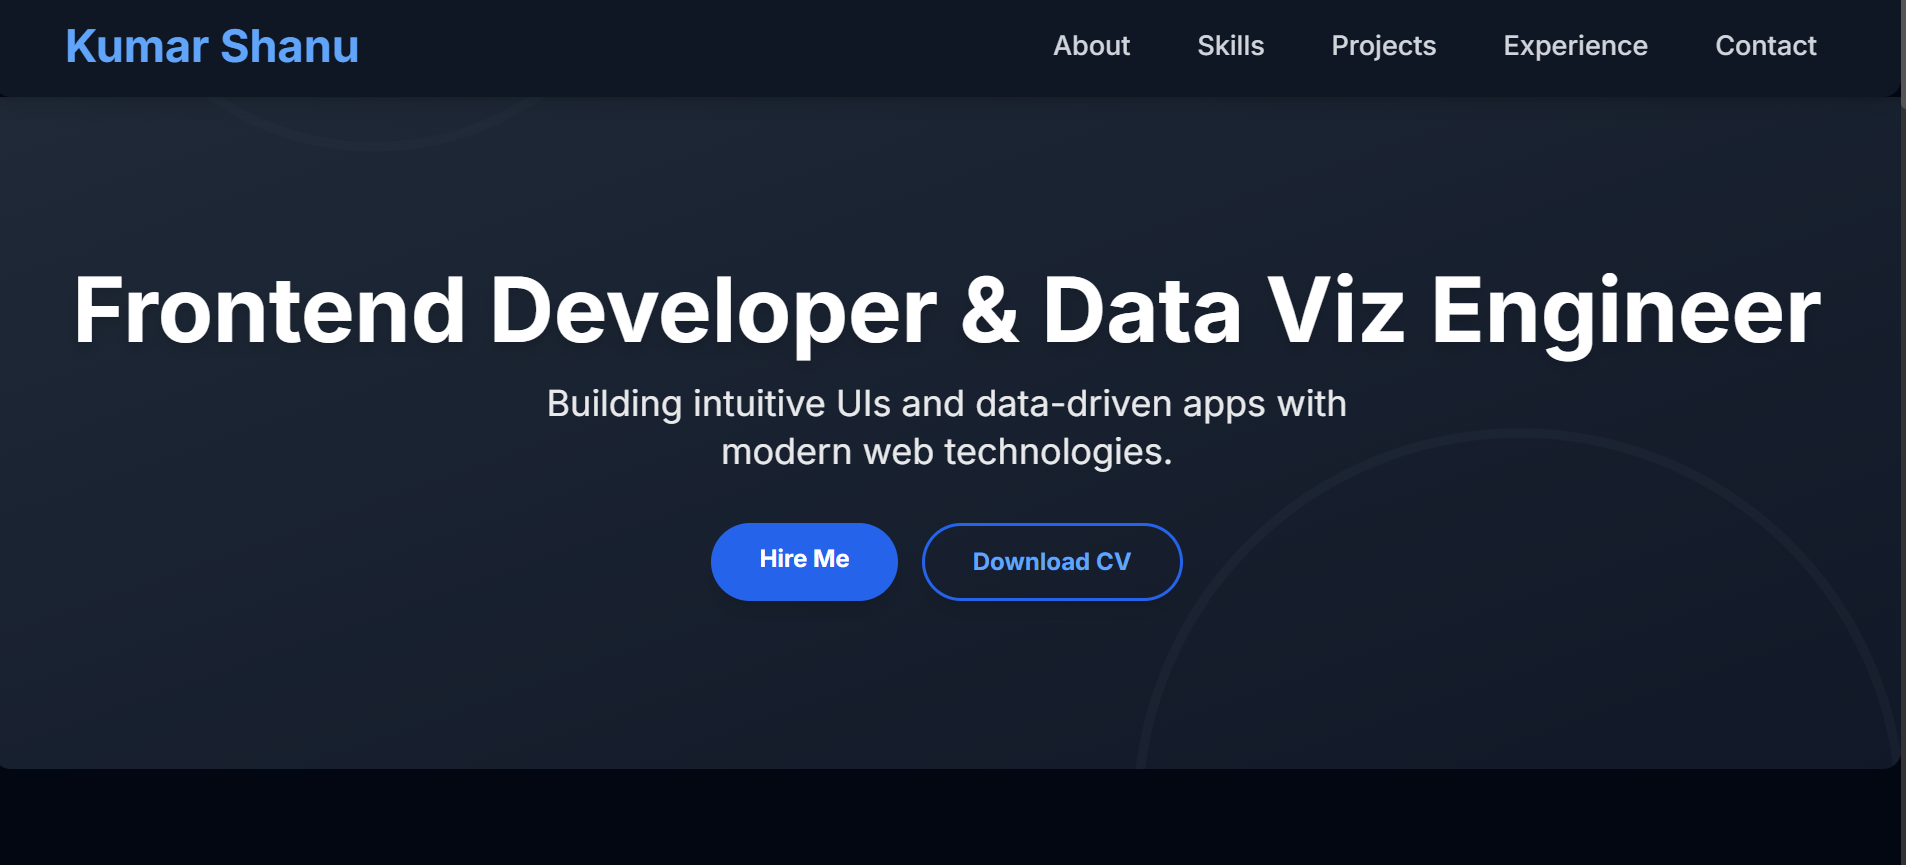 Kumar Shanu
About Skills Projects Experience Contact
Frontend Developer & Data Viz Engineer
Building intuitive UIs and data-driven apps with
modern web technologies.
Hire Me
Download CV